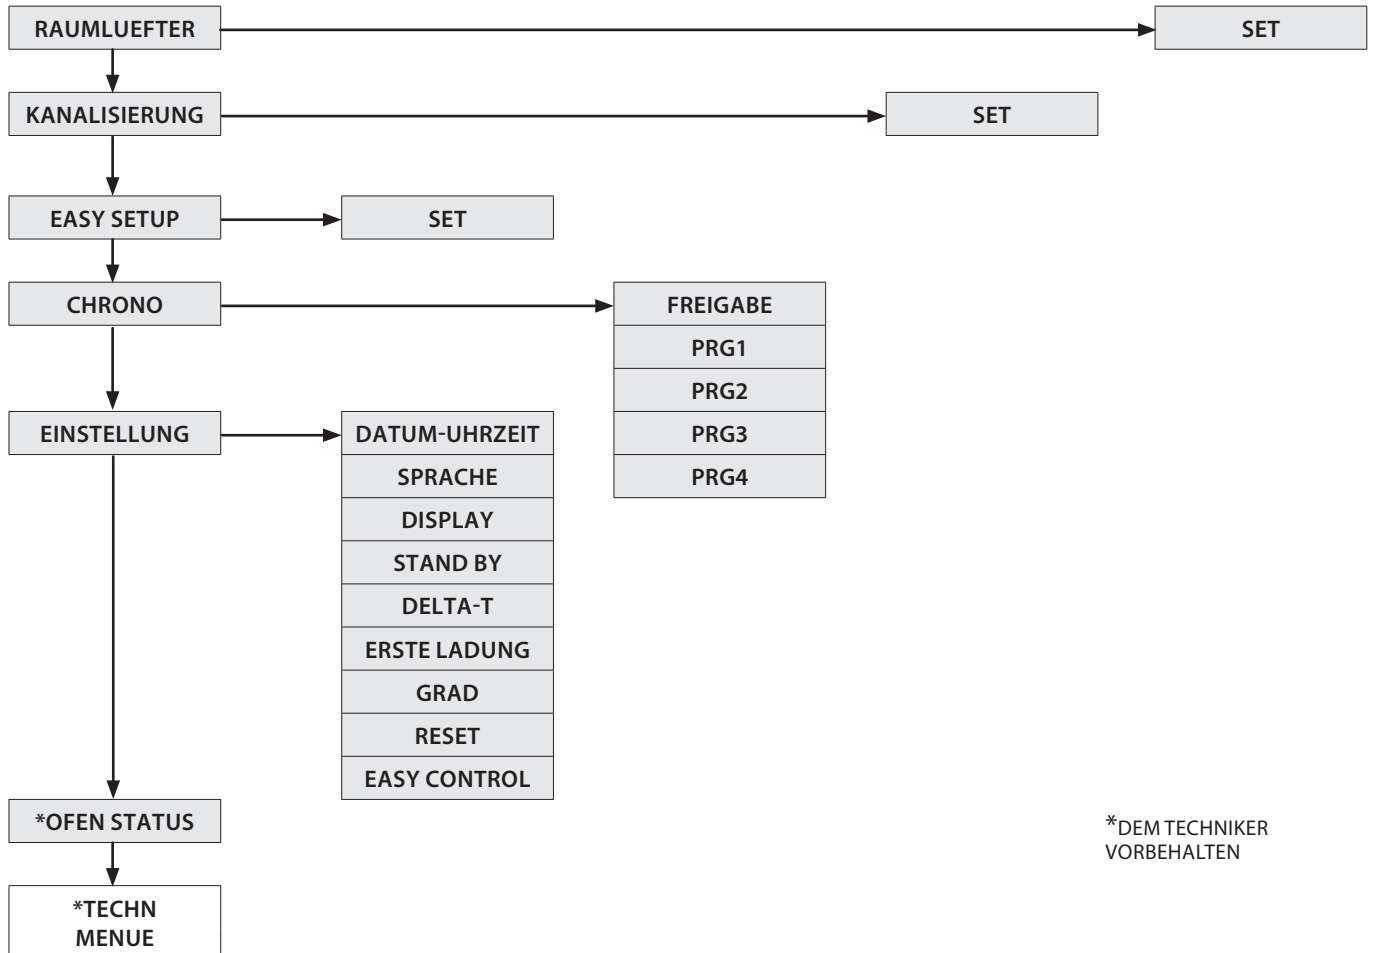 RAUMLUEFTER
SET
KANALISIERUNG
SET
EASY SETUP
SET
CHRONO
FREIGABE
PRG1
PRG2
PRG3
PRG4
EINSTELLUNG
DATUM-UHRZEIT
SPRACHE
DISPLAY
STAND BY
DELTA-T
ERSTE LADUNG
GRAD
RESET
EASY CONTROL
*OFEN STATUS
*TECHN
MENUE
*DEM TECHNIKER
VORBEHALTEN